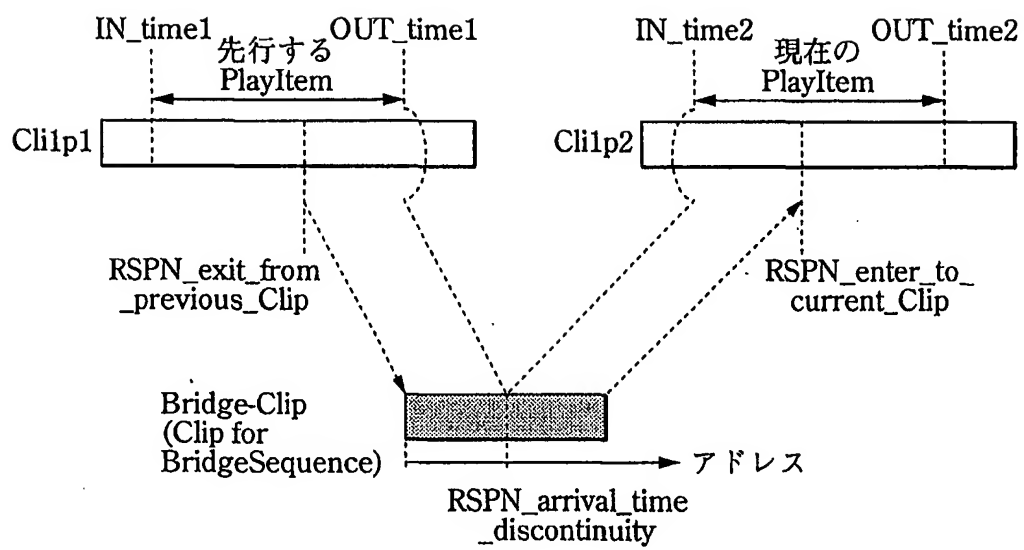 IN_time1
OUT_time1
先行する
PlayItem
Cli1p1
IN_time2
OUT_time2
現在の
PlayItem
Cli1p2
RSPN_exit_from
_previous_Clip
RSPN_enter_to_
current_Clip
Bridge-Clip
(Clip for
BridgeSequence)
アドレス
RSPN_arrival_time
_discontinuity